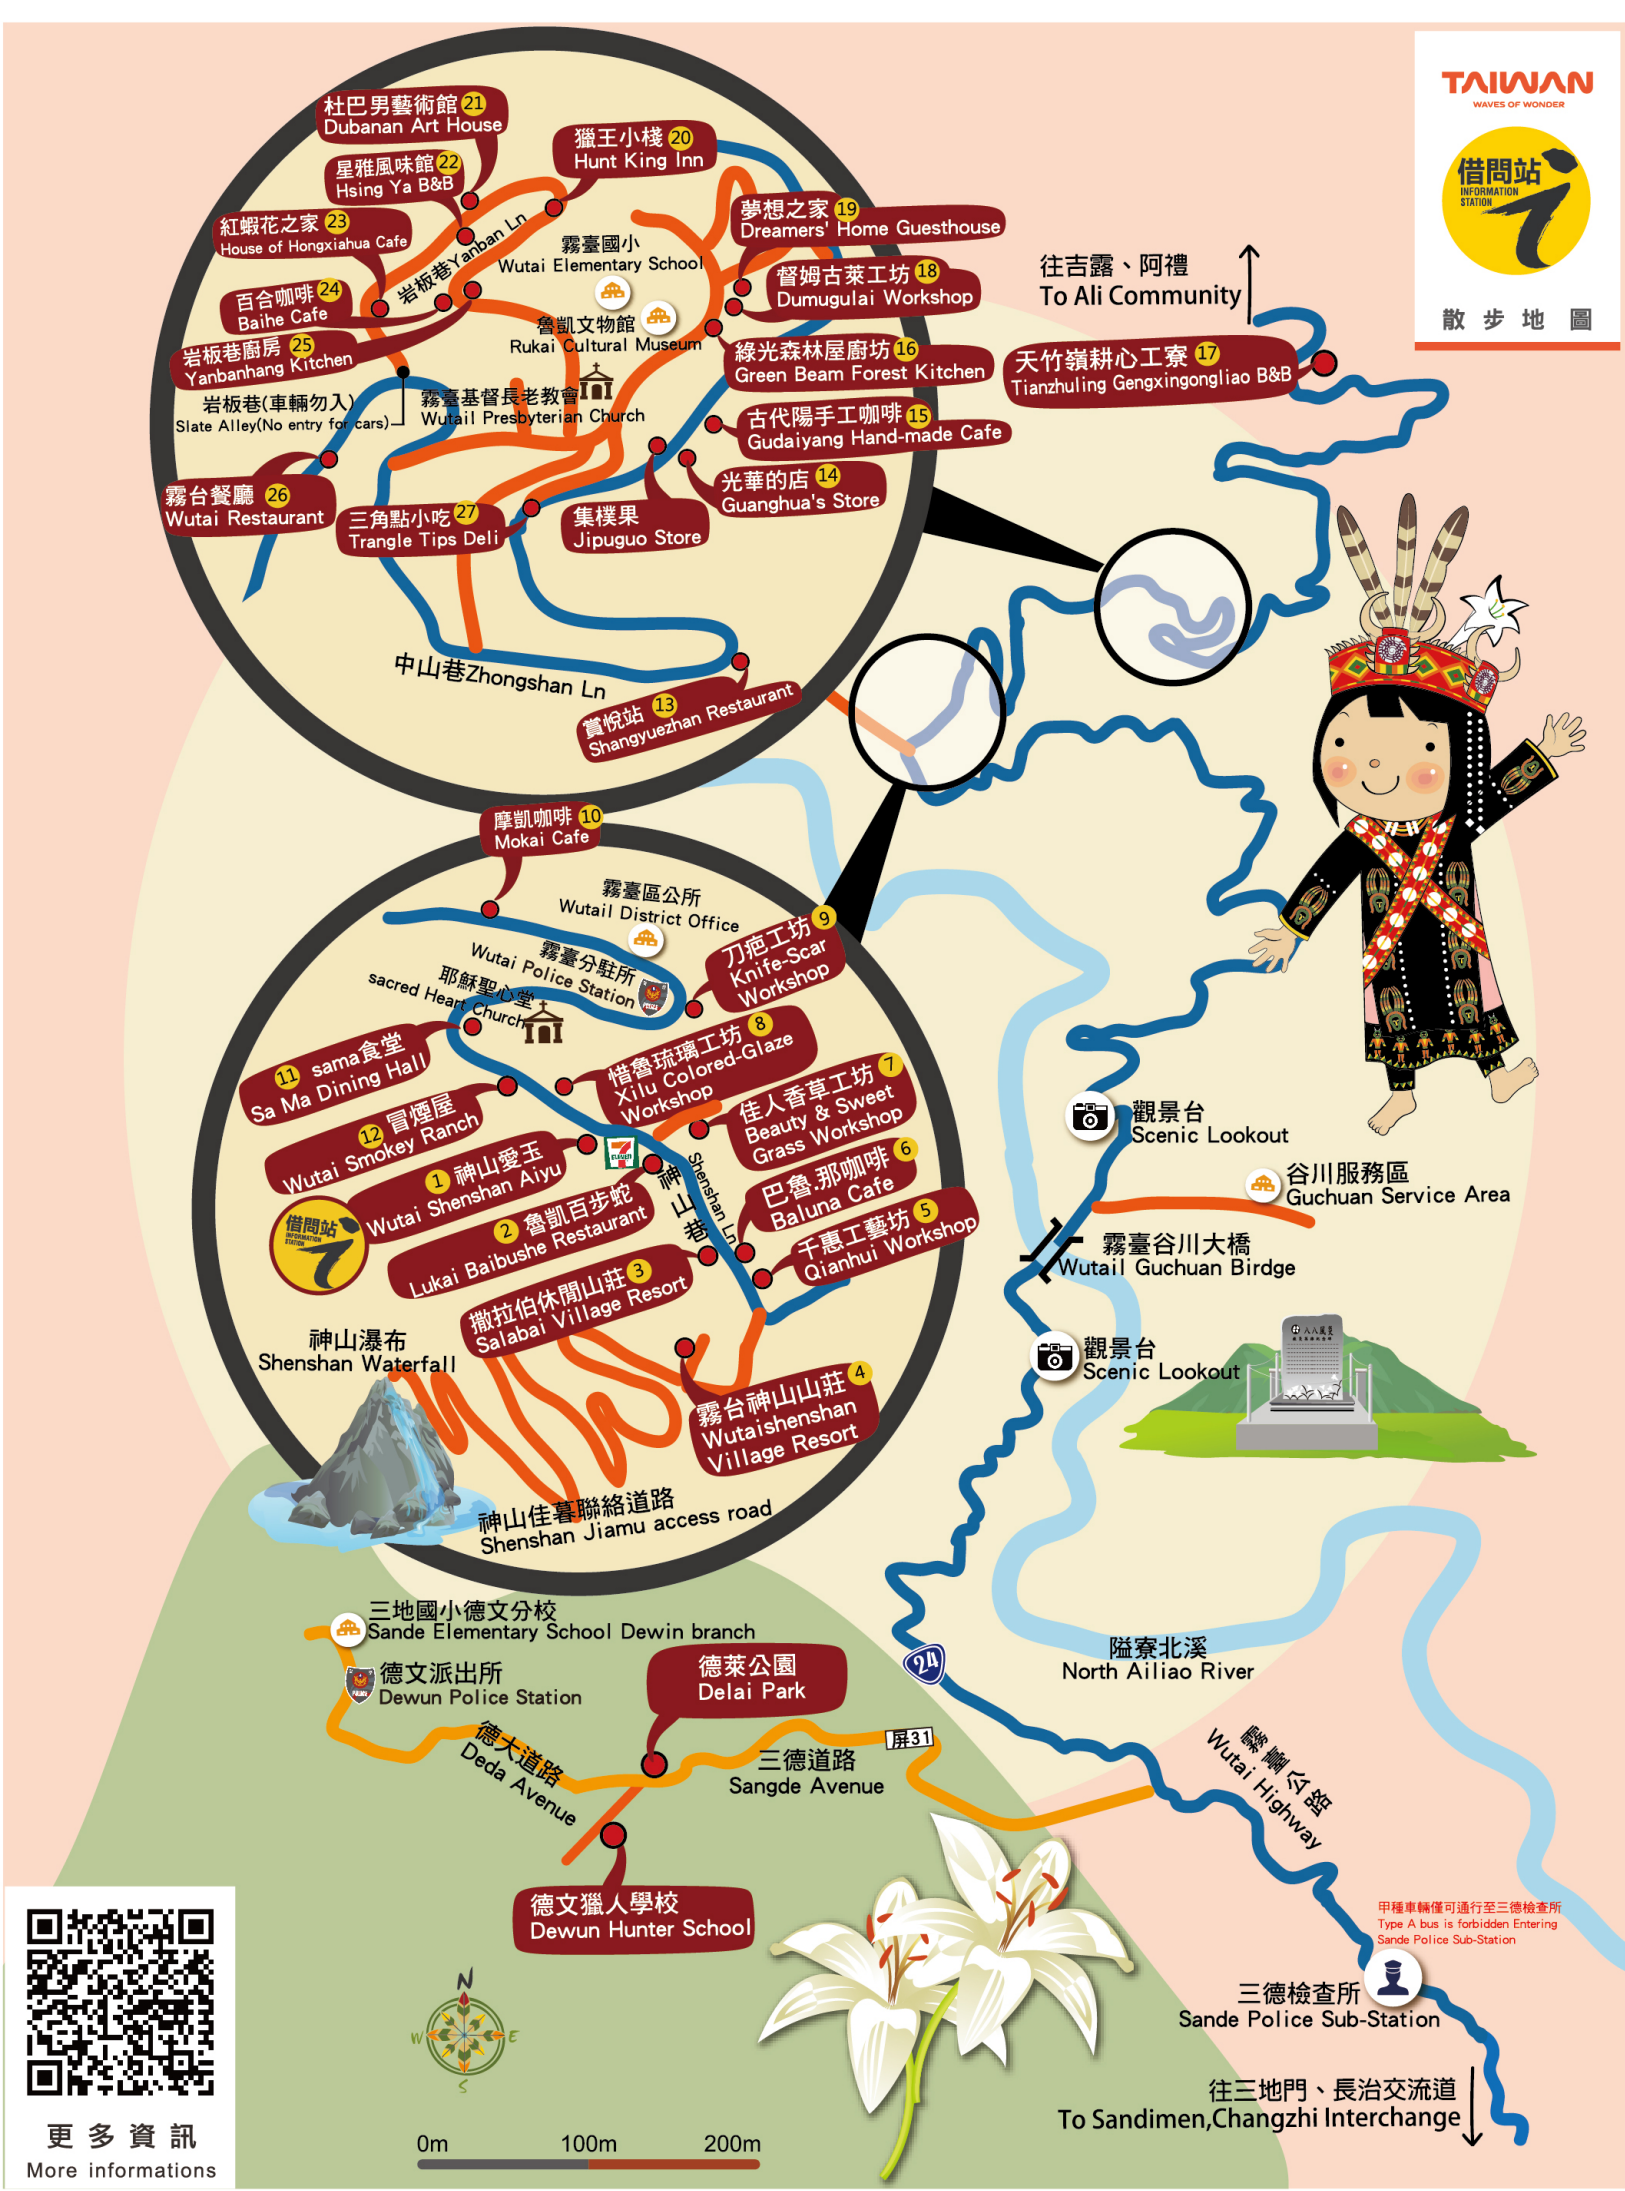 TAIWAN
WAVES OF WONDER
借問站
INFORMATION
STATION
散步地圖
杜巴男藝術館 21
Dubanan Art House
獵王小棧 20
Hunt King Inn
星雅風味館 22
Hsing Ya B&B
紅蝦花之家 23
House of Hongxiahua Cafe
岩板巷Yanban Ln
霧臺國小
Wutai Elementary School
夢想之家 19
Dreamers' Home Guesthouse
督姆古萊工坊 18
Dumugulai Workshop
百合咖啡 24
Baihe Cafe
魯凱文物館
Rukai Cultural Museum
岩板巷廚房 25
Yanbanhang Kitchen
綠光森林屋廚坊 16
Green Beam Forest Kitchen
往吉露、阿禮
To Ali Community
天竹嶺耕心工寮 17
Tianzhuling Gengxingongliao B&B
岩板巷(車輛勿入)
Slate Alley(No entry for cars)
霧臺基督長老教會
Wutail Presbyterian Church
古代陽手工咖啡 15
Gudaiyang Hand-made Cafe
光華的店 14
Guanghua's Store
霧台餐廳 26
Wutai Restaurant
三角點小吃 27
Trangle Tips Deli
集樸果
Jipuguo Store
中山巷Zhongshan Ln
賞悅站 13
Shangyuezhan Restaurant
摩凱咖啡 10
Mokai Cafe
霧臺區公所
Wutail District Office
霧臺分駐所
Wutai Police Station
耶穌聖心堂
sacred Heart Church
刀疤工坊 9
Knife-Scar
Workshop
惜魯琉璃工坊 8
Xilu Colored-Glaze
Workshop
11 sama食堂
Sa Ma Dining Hall
12 冒煙屋
Wutai Smokey Ranch
佳人香草工坊 7
Beauty & Sweet
Grass Workshop
1 神山愛玉
Wutai Shenshan Aiyu
7
ELEVEN
神山巷
Shenshan Ln
巴魯.那咖啡 6
Baluna Cafe
借問站
INFORMATION
STATION
2 魯凱百步蛇
Lukai Baibushe Restaurant
千惠工藝坊 5
Qianhui Workshop
撒拉伯休閒山莊 3
Salabai Village Resort
神山瀑布
Shenshan Waterfall
霧台神山山莊 4
Wutaishenshan
Village Resort
神山佳暮聯絡道路
Shenshan Jiamu access road
觀景台
Scenic Lookout
谷川服務區
Guchuan Service Area
霧臺谷川大橋
Wutail Guchuan Birdge
觀景台
Scenic Lookout
三地國小德文分校
Sande Elementary School Dewin branch
德文派出所
Dewun Police Station
德萊公園
Delai Park
24
隘寮北溪
North Ailiao River
德大道路
Deda Avenue
屏31
三德道路
Sangde Avenue
霧臺公路
Wutai Highway
德文獵人學校
Dewun Hunter School
甲種車輛僅可通行至三德檢查所
Type A bus is forbidden Entering
Sande Police Sub-Station
三德檢查所
Sande Police Sub-Station
往三地門、長治交流道
To Sandimen,Changzhi Interchange
N
W
E
S
0m 100m 200m
更多資訊
More informations